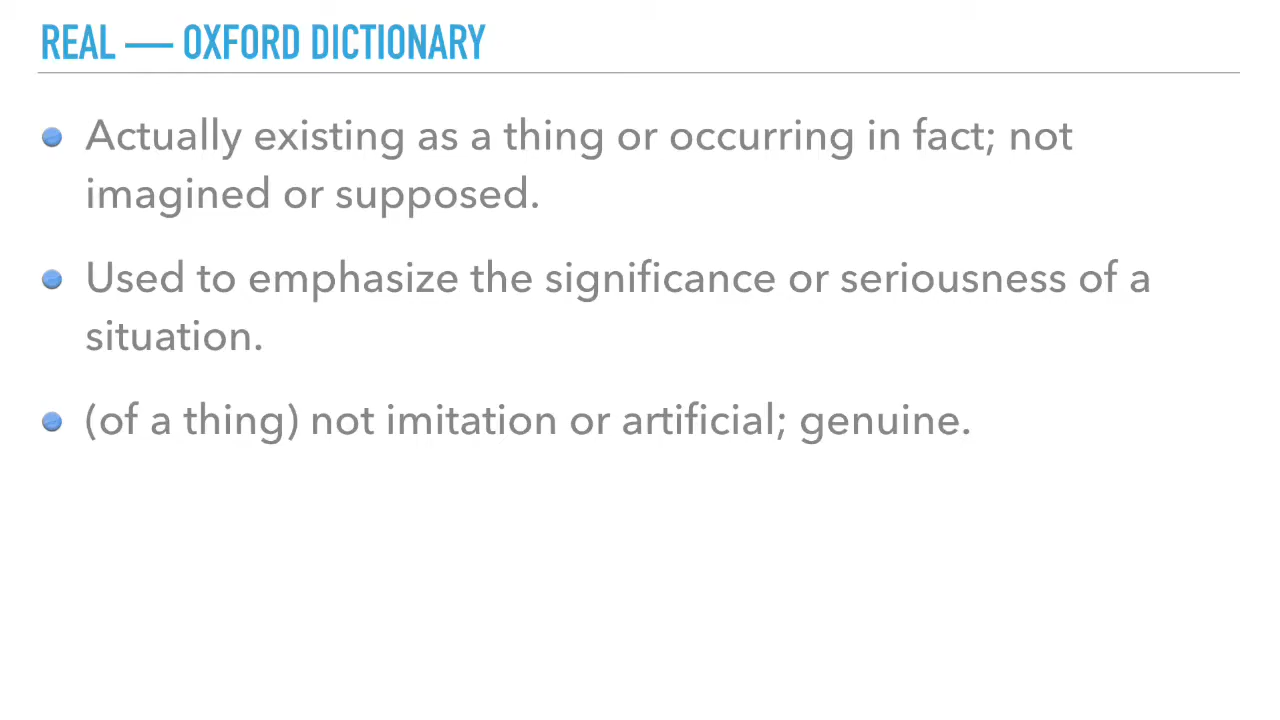 REAL — OXFORD DICTIONARY
Actually existing as a thing or occurring in fact; not
imagined or supposed.
Used to emphasize the significance or seriousness of a
situation.
(of a thing) not imitation or artificial; genuine.